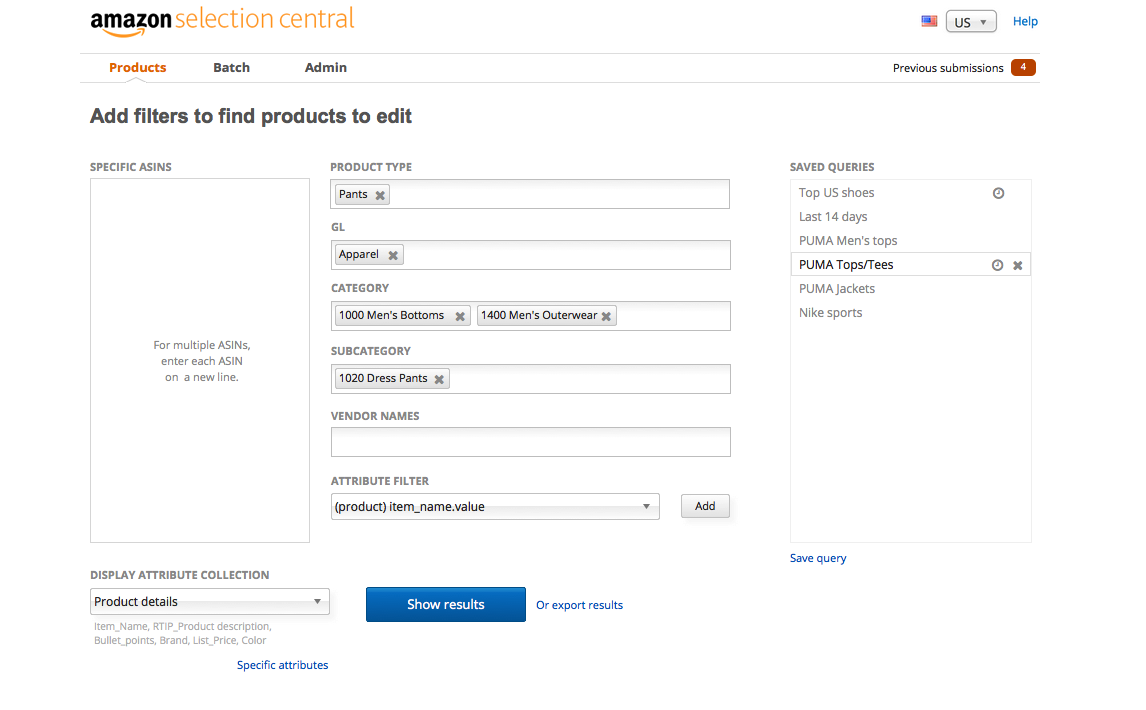 amazon selection central
US
Help
Products
Batch
Admin
Previous submissions
4
Add filters to find products to edit
SPECIFIC ASINS
For multiple ASINs,
enter each ASIN
on a new line.
PRODUCT TYPE
Pants
GL
Apparel
CATEGORY
1000 Men's Bottoms
1400 Men's Outerwear
SUBCATEGORY
1020 Dress Pants
VENDOR NAMES
ATTRIBUTE FILTER
(product) item_name.value
Add
SAVED QUERIES
Top US shoes
Last 14 days
PUMA Men's tops
PUMA Tops/Tees
PUMA Jackets
Nike sports
Save query
DISPLAY ATTRIBUTE COLLECTION
Product details
Item_Name, RTIP_Product description,
Bullet_points, Brand, List_Price, Color
Specific attributes
Show results
Or export results